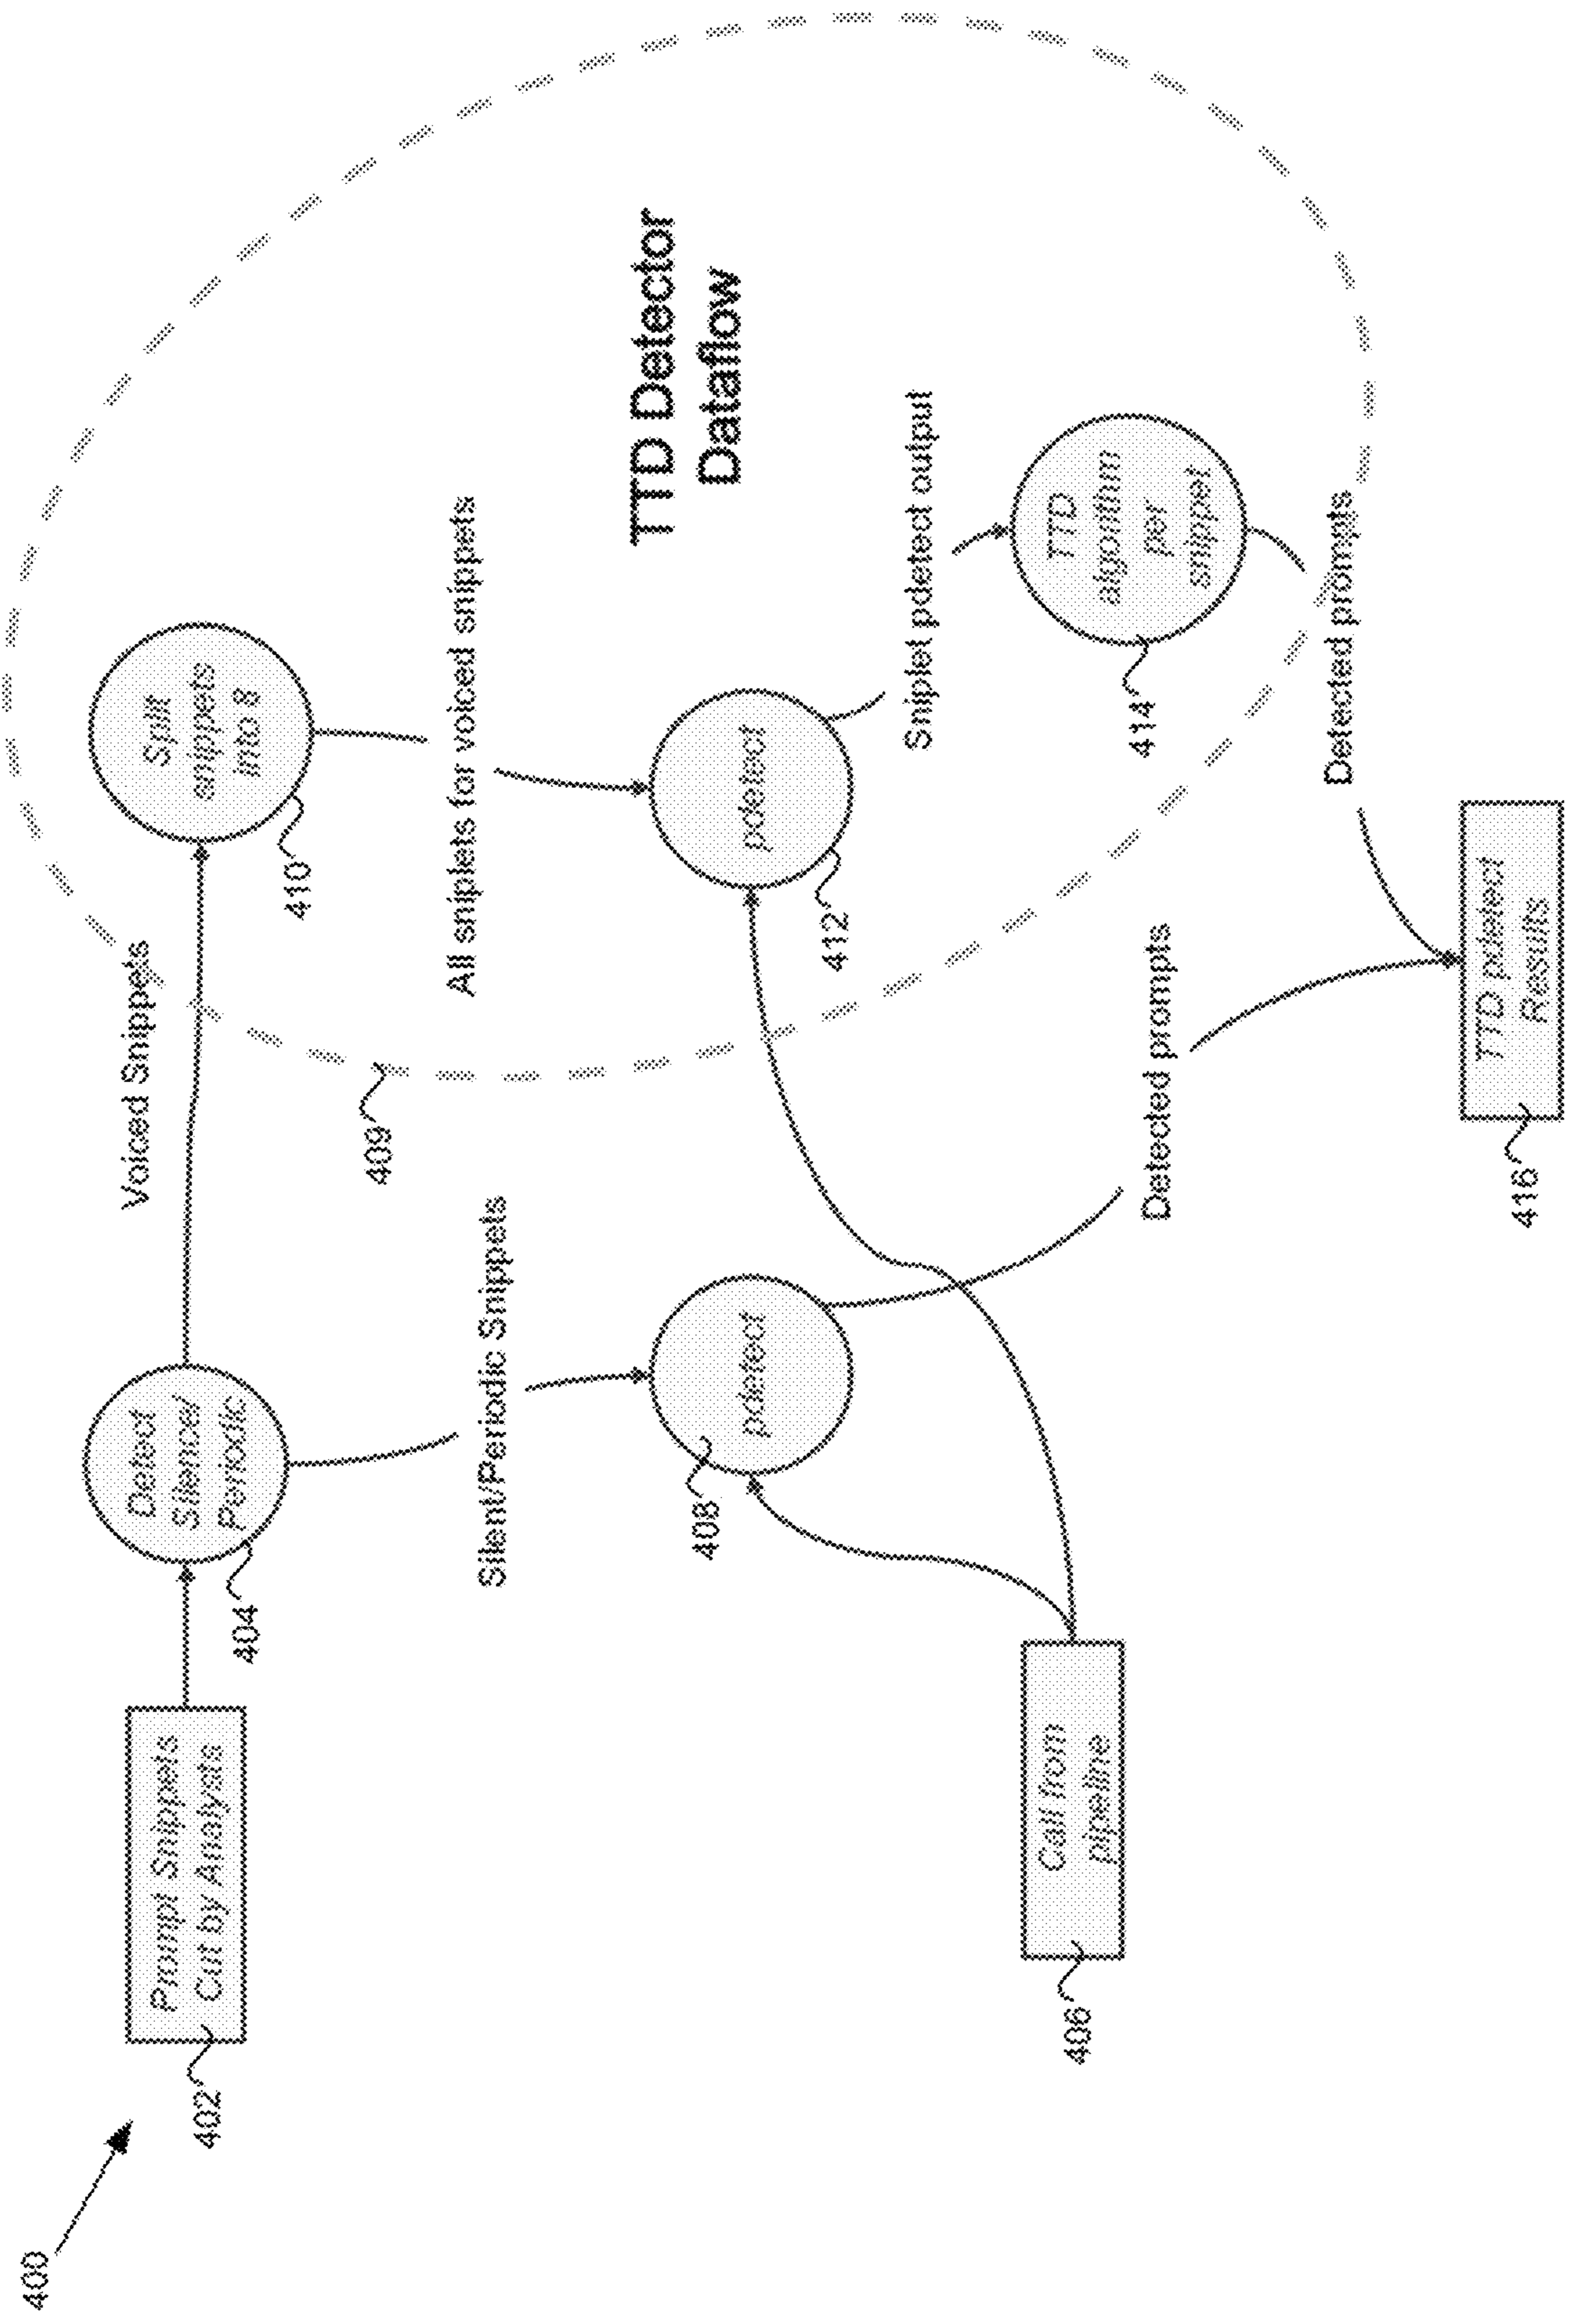 400
402
Prompt Snippets
Cut by Analysts
404
Detect
Silence/
Periodic
Voiced Snippets
410
Split
snippets
into 8
409
Silent/Periodic Snippets
All sniplets for voiced snippets
408
pdetect
412
pdetect
TTD Detector
Dataflow
406
Call from
pipeline
Sniplet pdetect output
414
TTD
algorithm
per
snippet
Detected prompts
Detected prompts
416
TTD pdetect
Results